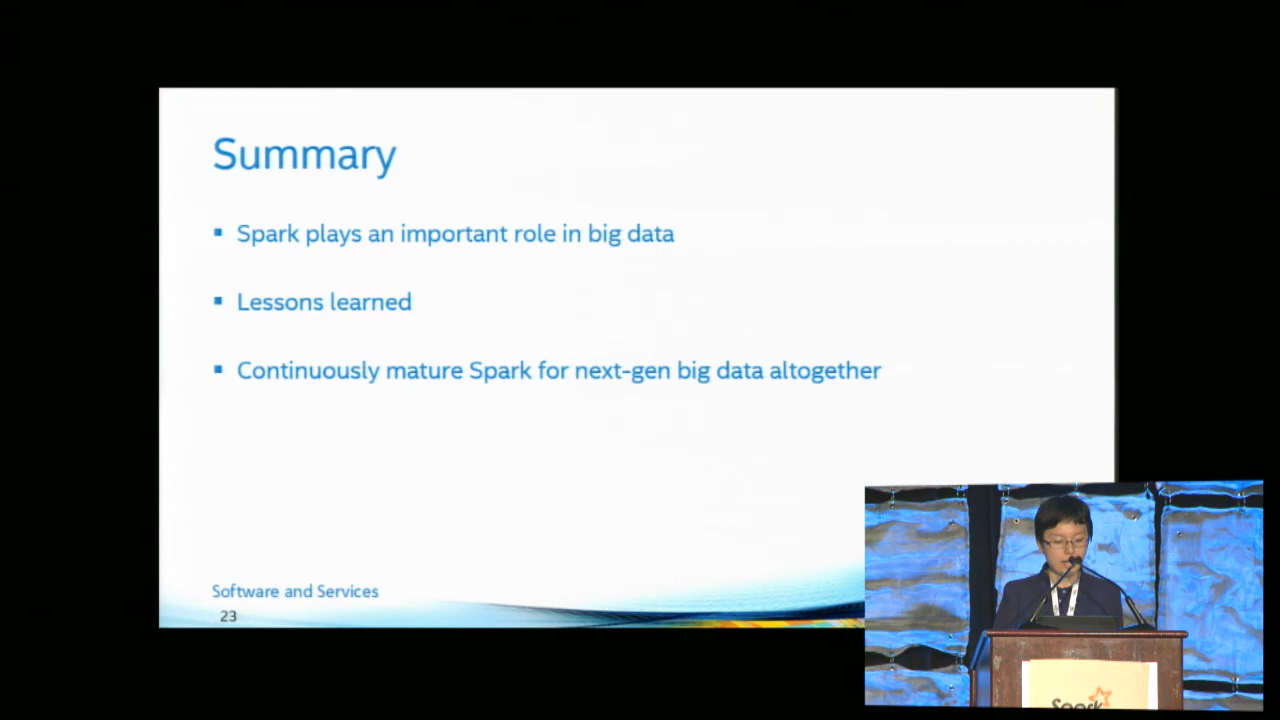 Summary
▪ Spark plays an important role in big data
▪ Lessons learned
▪ Continuously mature Spark for next-gen big data altogether
Software and Services
23
Spark